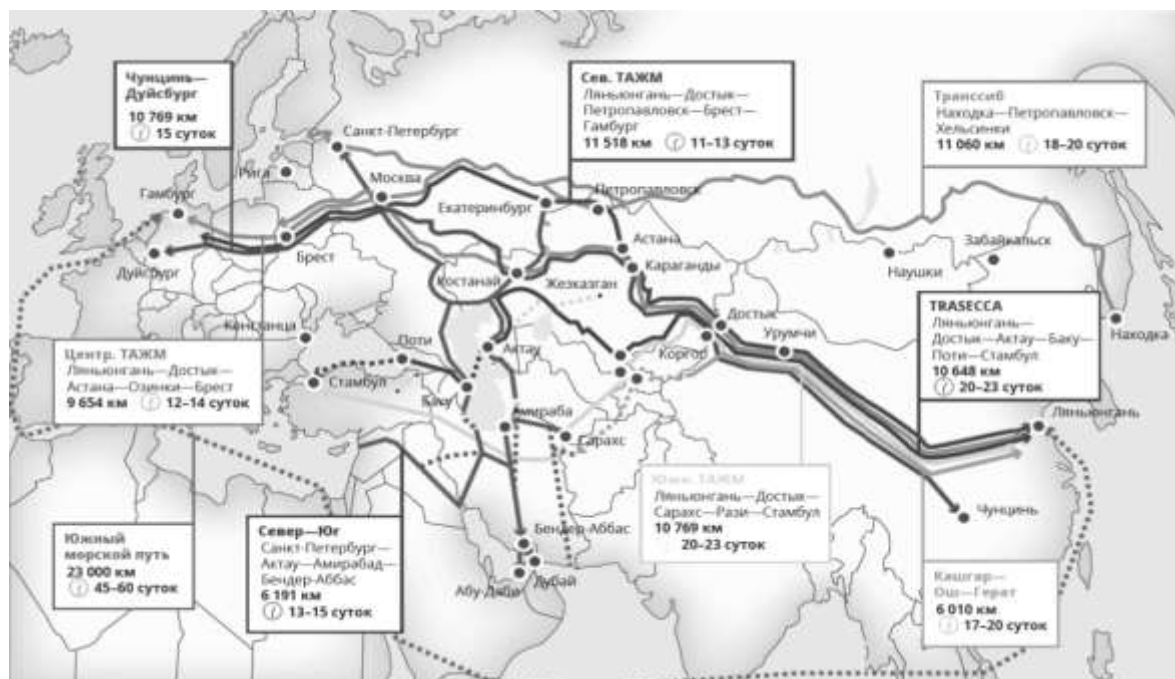 Чунцинь—
Дуйсбург
10 769 км
15 суток
Сев. ТАЖМ
Ляньюнгань—Достык—
Петропавловск—Брест—
Гамбург
11 518 км 11–13 суток
Транссиб
Находка—Петропавловск—
Хельсинки
11 060 км 18–20 суток
Санкт-Петербург
Рига
Москва
Гамбург
Екатеринбург
Петропавловск
Астана
Забайкальск
Брест
Дуйсбург
Костанай
Жезказган
Караганды
Наушки
Достык
Урумчи
TRASECCA
Ляньюнгань—
Достык—Актау—Баку—
Поти—Стамбул
10 648 км
20–23 суток
Находка
Констанца
Поти
Актау
Коргор
Центр. ТАЖМ
Ляньюнгань—Достык—
Астана—Озинки—Брест
9 654 км 12–14 суток
Стамбул
Баку
Амираба
Сарахс
Ляньюнгань
Южн. ТАЖМ
Ляньюнгань—Достык—
Сарахс—Рази—Стамбул
10 769 км
20–23 суток
Чунцинь
Южный
морской путь
23 000 км
45–60 суток
Север—Юг
Санкт-Петербург—
Актау—Амирабад—
Бендер-Аббас
6 191 км
13–15 суток
Бендер-Аббас
Дубай
Абу-Даби
Кашгар—
Ош—Герат
6 010 км
17–20 суток